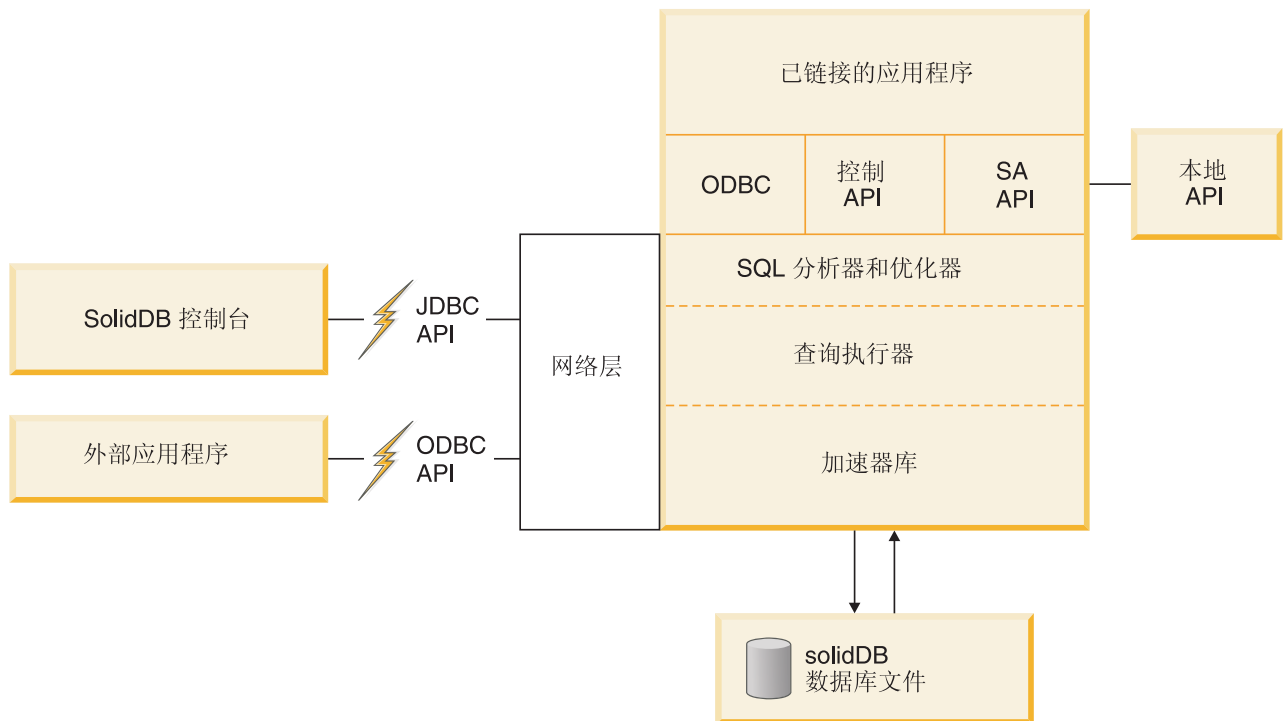 已链接的应用程序
ODBC
控制
API
SA
API
本地
API
SQL 分析器和优化器
SolidDB 控制台
JDBC
API
网络层
查询执行器
外部应用程序
ODBC
API
加速器库
solidDB
数据库文件